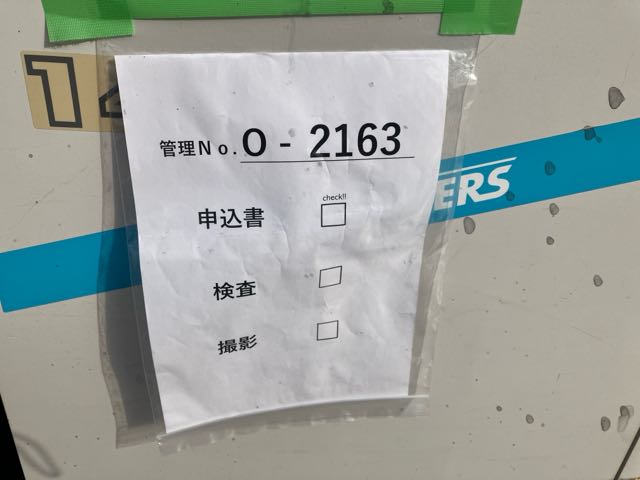 管理No. O - 2163
check!!
申込書
検査
撮影
ERS